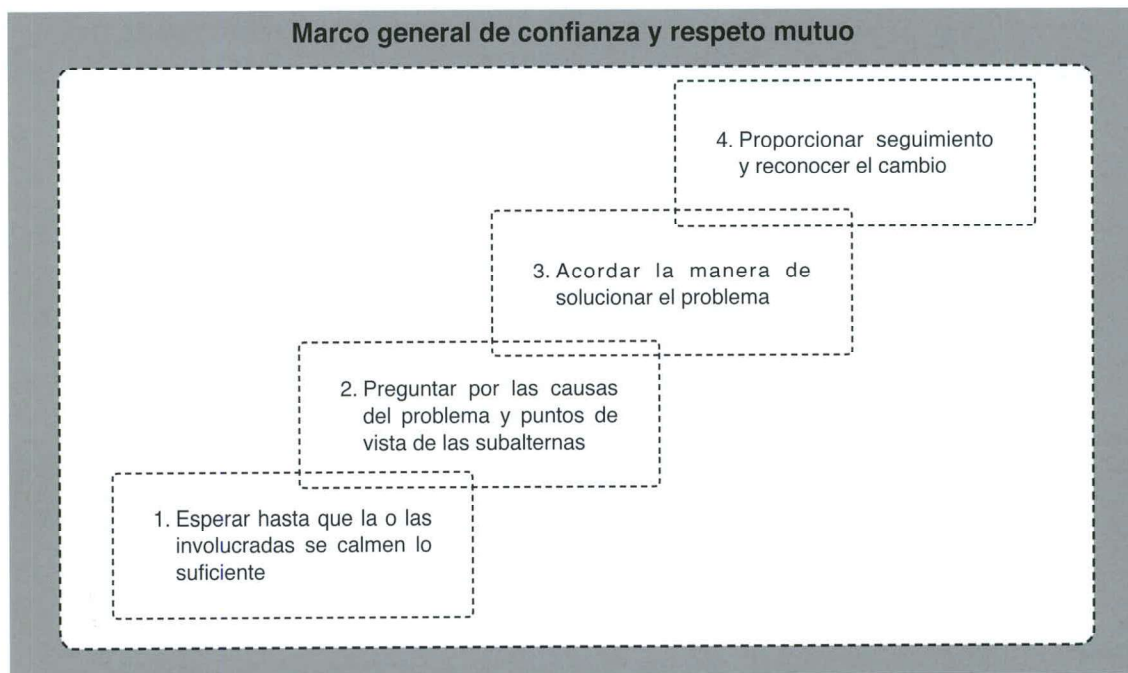 Marco general de confianza y respeto mutuo
4. Proporcionar seguimiento
y reconocer el cambio
3. Acordar la manera de
solucionar el problema
2. Preguntar por las causas
del problema y puntos de
vista de las subalternas
1. Esperar hasta que la o las
involucradas se calmen lo
suficiente